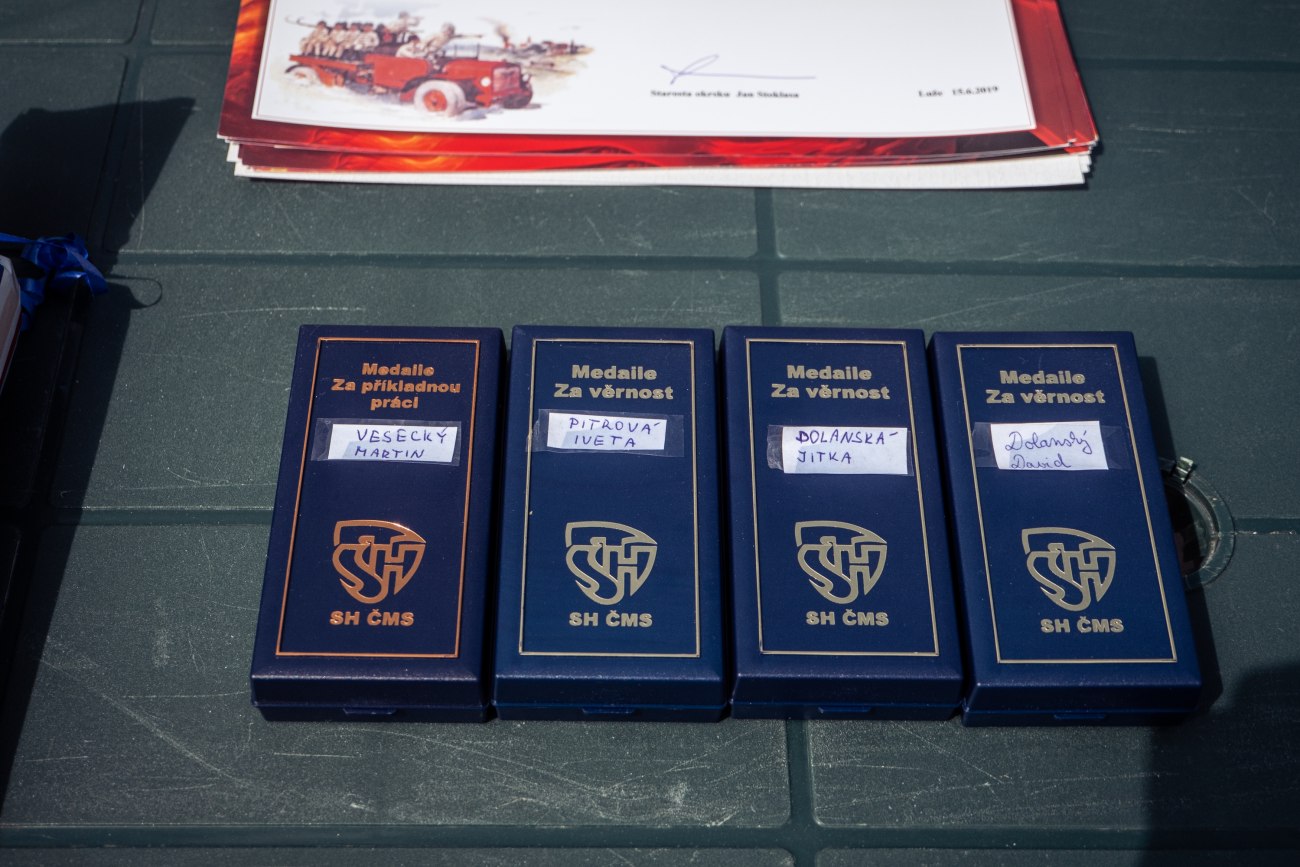 Starosta okrsku Jan Stoklasa
Luže 15.6.2019
Medaile
Za příkladnou
práci
VESECKÝ
MARTIN
SH ČMS
Medaile
Za věrnost
PITROVÁ
IVETA
SH ČMS
Medaile
Za věrnost
DOLANSKÁ
JITKA
SH ČMS
Medaile
Za věrnost
Dolanský
David
SH ČMS